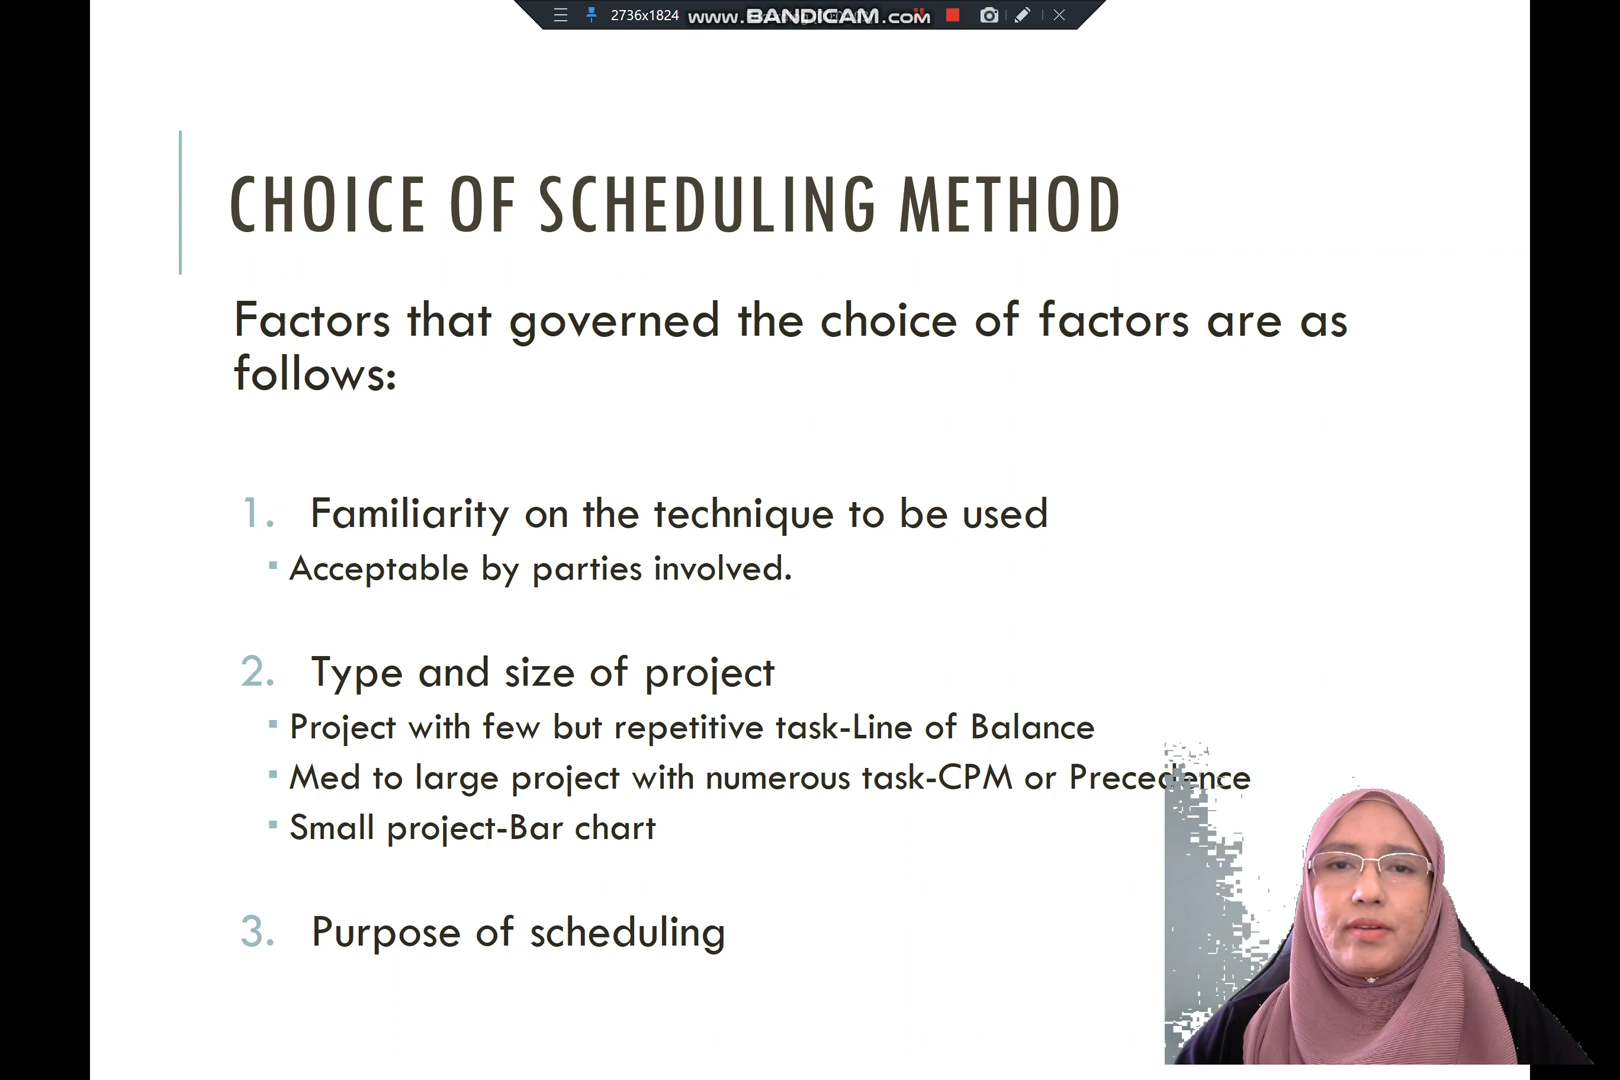 2736x1824 www.BANDICAM.com
CHOICE OF SCHEDULING METHOD
Factors that governed the choice of factors are as
follows:
1. Familiarity on the technique to be used
▪ Acceptable by parties involved.
2. Type and size of project
▪ Project with few but repetitive task-Line of Balance
▪ Med to large project with numerous task-CPM or Precedence
▪ Small project-Bar chart
3. Purpose of scheduling